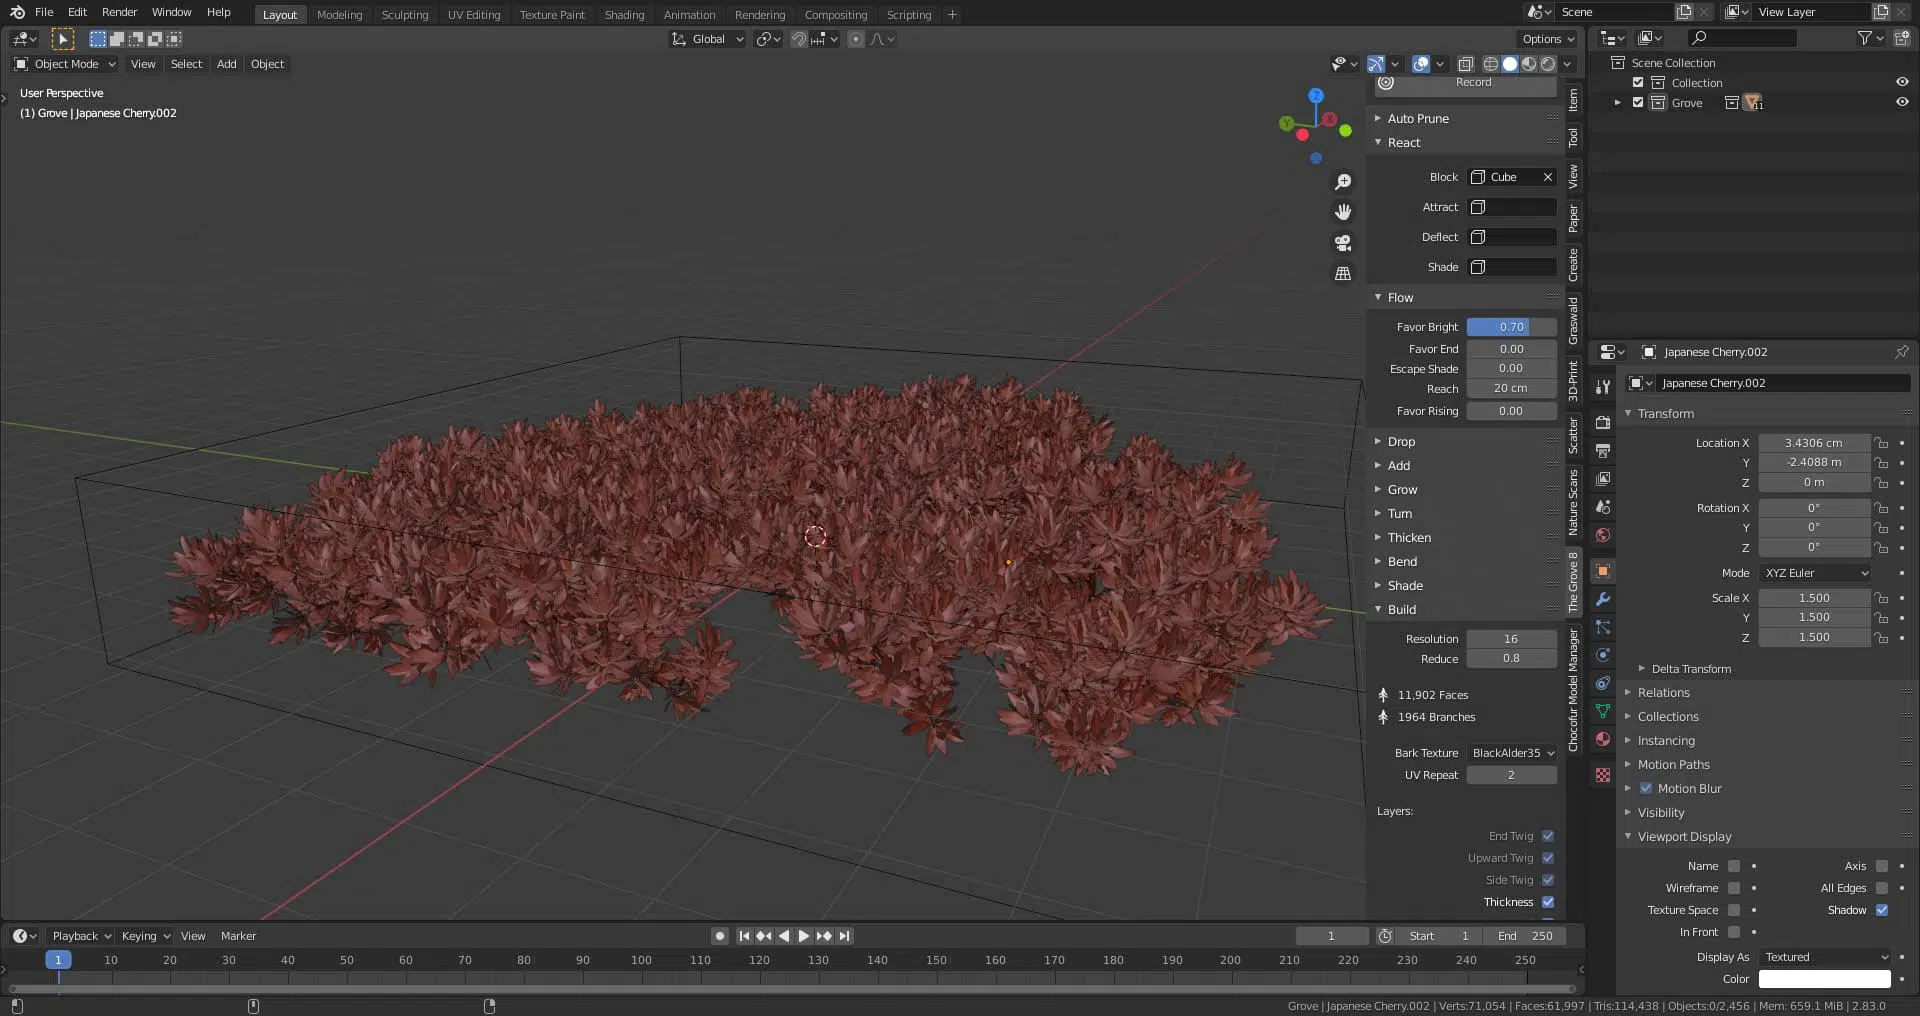 File Edit Render Window Help Layout Modeling Sculpting UV Editing Texture Paint Shading Animation Rendering Compositing Scripting + Scene View Layer
Global Options
Object Mode View Select Add Object
User Perspective
(1) Grove | Japanese Cherry.002
Z
Y
X
Record
Auto Prune
React
Block Cube
Attract
Deflect
Shade
Flow
Favor Bright 0.70
Favor End 0.00
Escape Shade 0.00
Reach 20 cm
Favor Rising 0.00
Drop
Add
Grow
Turn
Thicken
Bend
Shade
Build
Resolution 16
Reduce 0.8
11,902 Faces
1964 Branches
Bark Texture BlackAlder35
UV Repeat 2
Layers:
End Twig
Upward Twig
Side Twig
Thickness
Item
Tool
View
Paper
Create
Graswald
3D-Print
Scatter
Nature Scans
The Grove 8
Chocofur Model Manager
Scene Collection
Collection
Grove 11
Japanese Cherry.002
Japanese Cherry.002
Transform
Location X 3.4306 cm
Y -2.4088 m
Z 0 m
Rotation X 0°
Y 0°
Z 0°
Mode XYZ Euler
Scale X 1.500
Y 1.500
Z 1.500
Delta Transform
Relations
Collections
Instancing
Motion Paths
Motion Blur
Visibility
Viewport Display
Name Axis
Wireframe All Edges
Texture Space Shadow
In Front
Display As Textured
Color
Playback Keying View Marker 1 Start 1 End 250
1 10 20 30 40 50 60 70 80 90 100 110 120 130 140 150 160 170 180 190 200 210 220 230 240 250
Grove | Japanese Cherry.002 | Verts:71,054 | Faces:61,997 | Tris:114,438 | Objects:0/2,456 | Mem: 659.1 MiB | 2.83.0